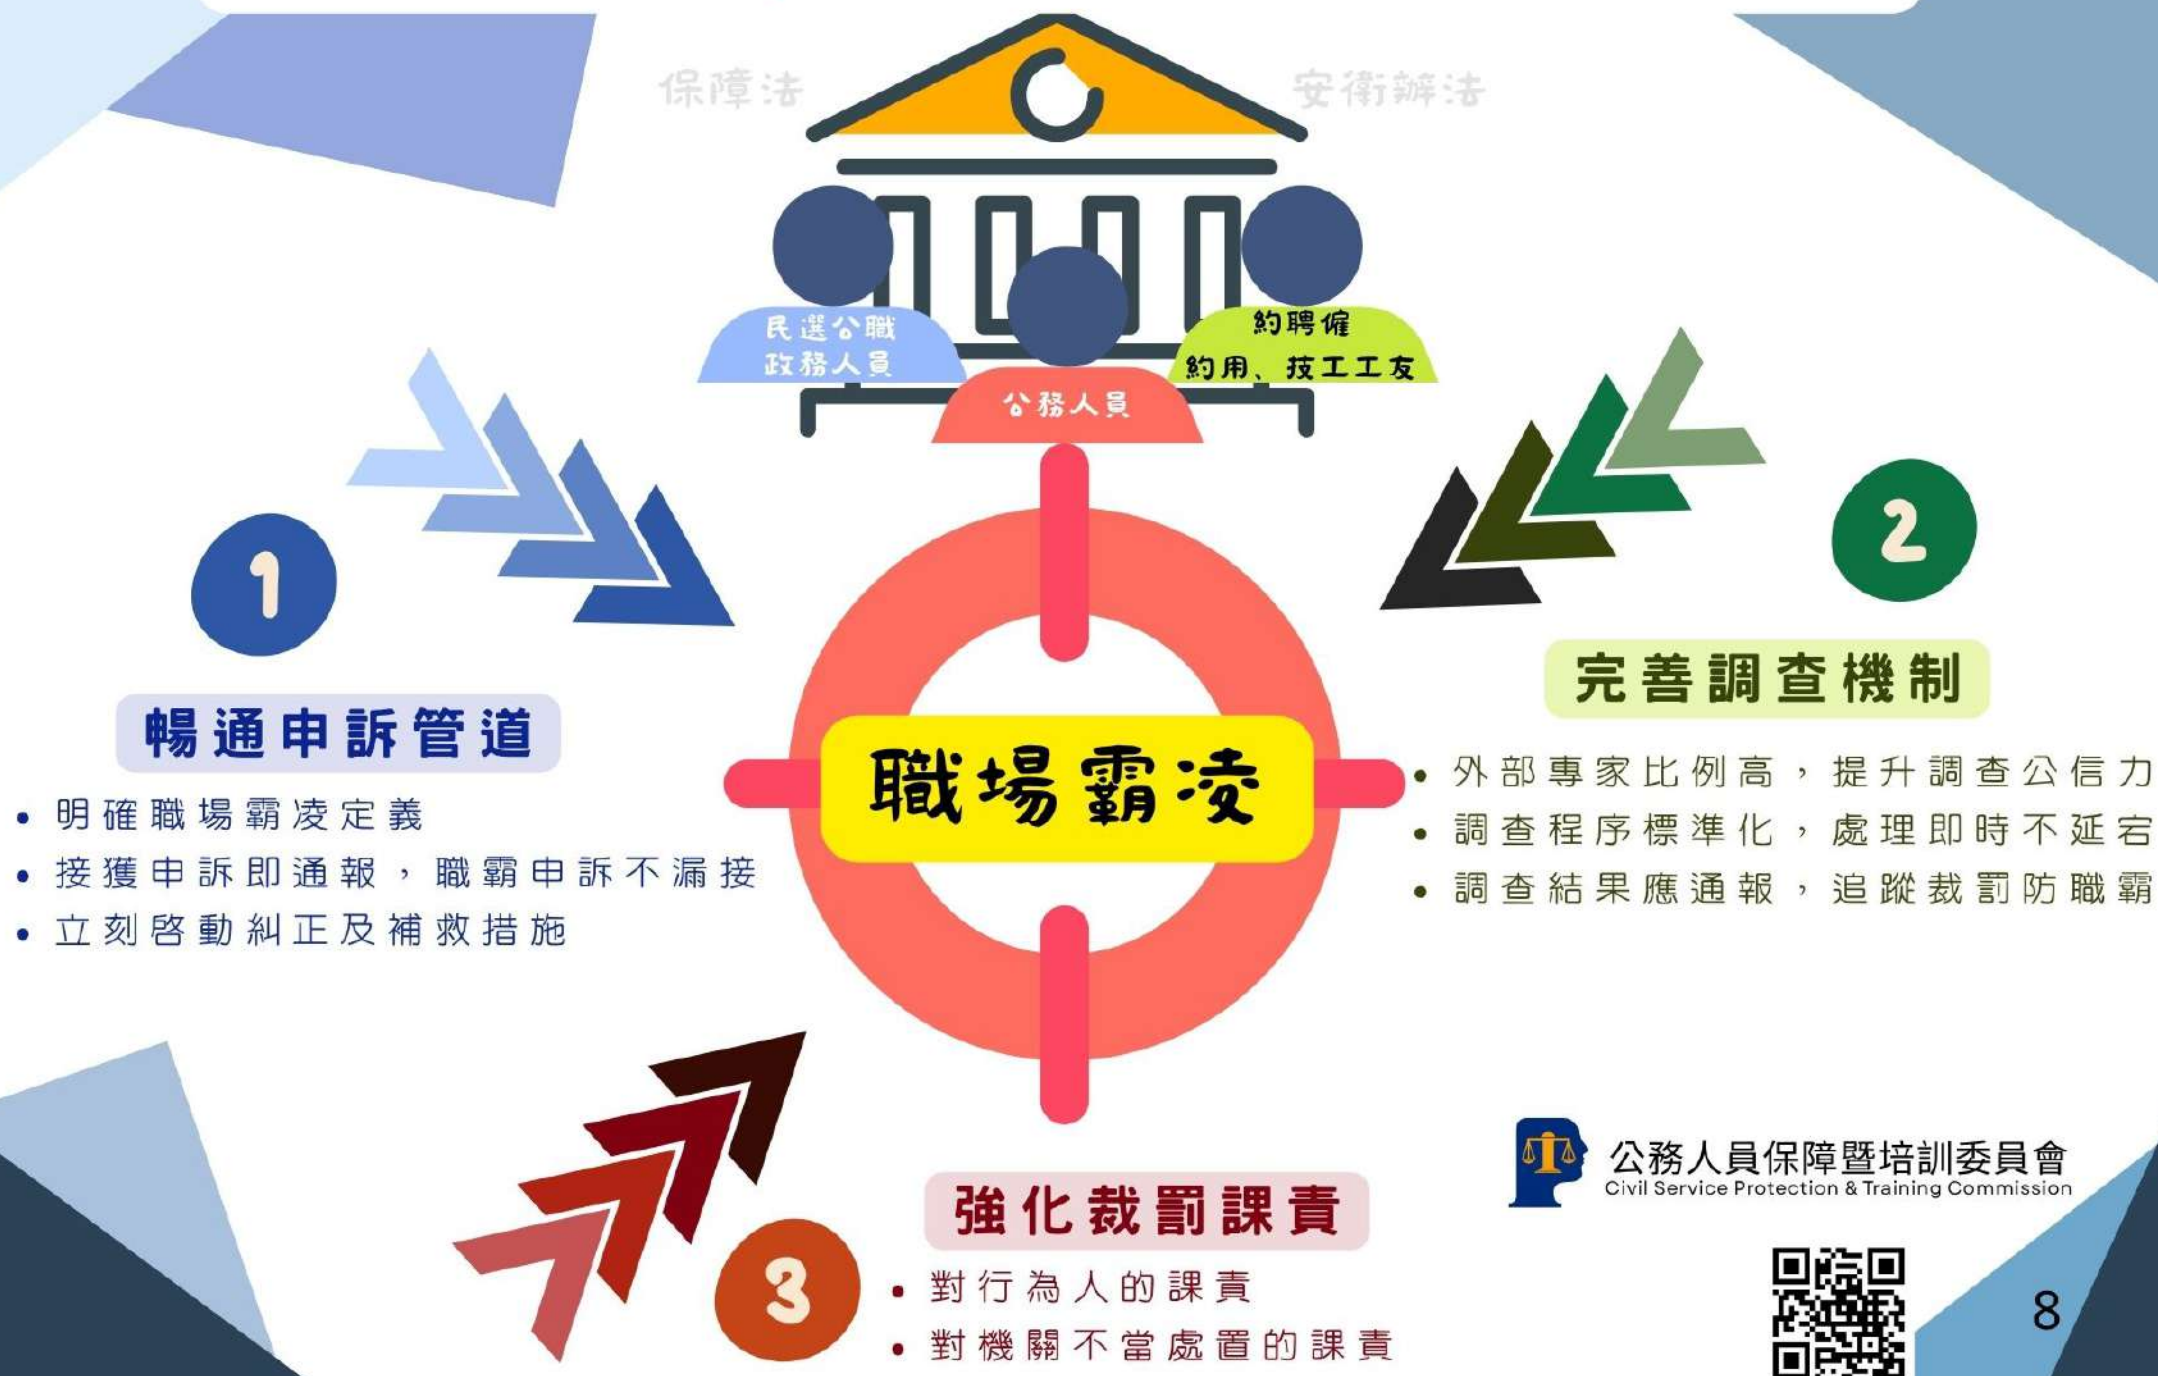 保障法
安衛辦法
民選公職
政務人員
約聘僱
約用、技工工友
公務人員
1
2
暢通申訴管道
• 明確職場霸凌定義
• 接獲申訴即通報，職霸申訴不漏接
• 立刻啓動糾正及補救措施
職場霸凌
完善調查機制
• 外部專家比例高，提升調查公信力
• 調查程序標準化，處理即時不延宕
• 調查結果應通報，追蹤裁罰防職霸
3
強化裁罰課責
• 對行為人的課責
• 對機關不當處置的課責
公務人員保障暨培訓委員會
Civil Service Protection & Training Commission
8